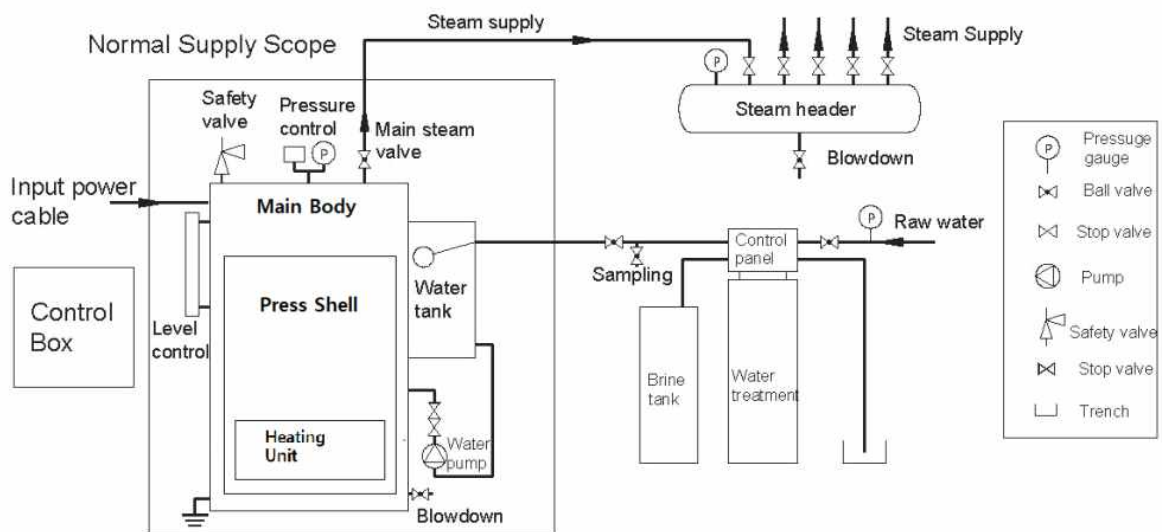 Normal Supply Scope
Steam supply
Steam Supply
P
Steam header
Blowdown
Safety
valve
Pressure
control
P
Main steam
valve
Input power
cable
Main Body
Press Shell
Heating
Unit
Level
control
Control
Box
Water
tank
Water
pump
Blowdown
Sampling
Control
panel
P
Raw water
Brine
tank
Water
treatment
P
Pressuge
gauge
Ball valve
Stop valve
Pump
Safety valve
Stop valve
Trench